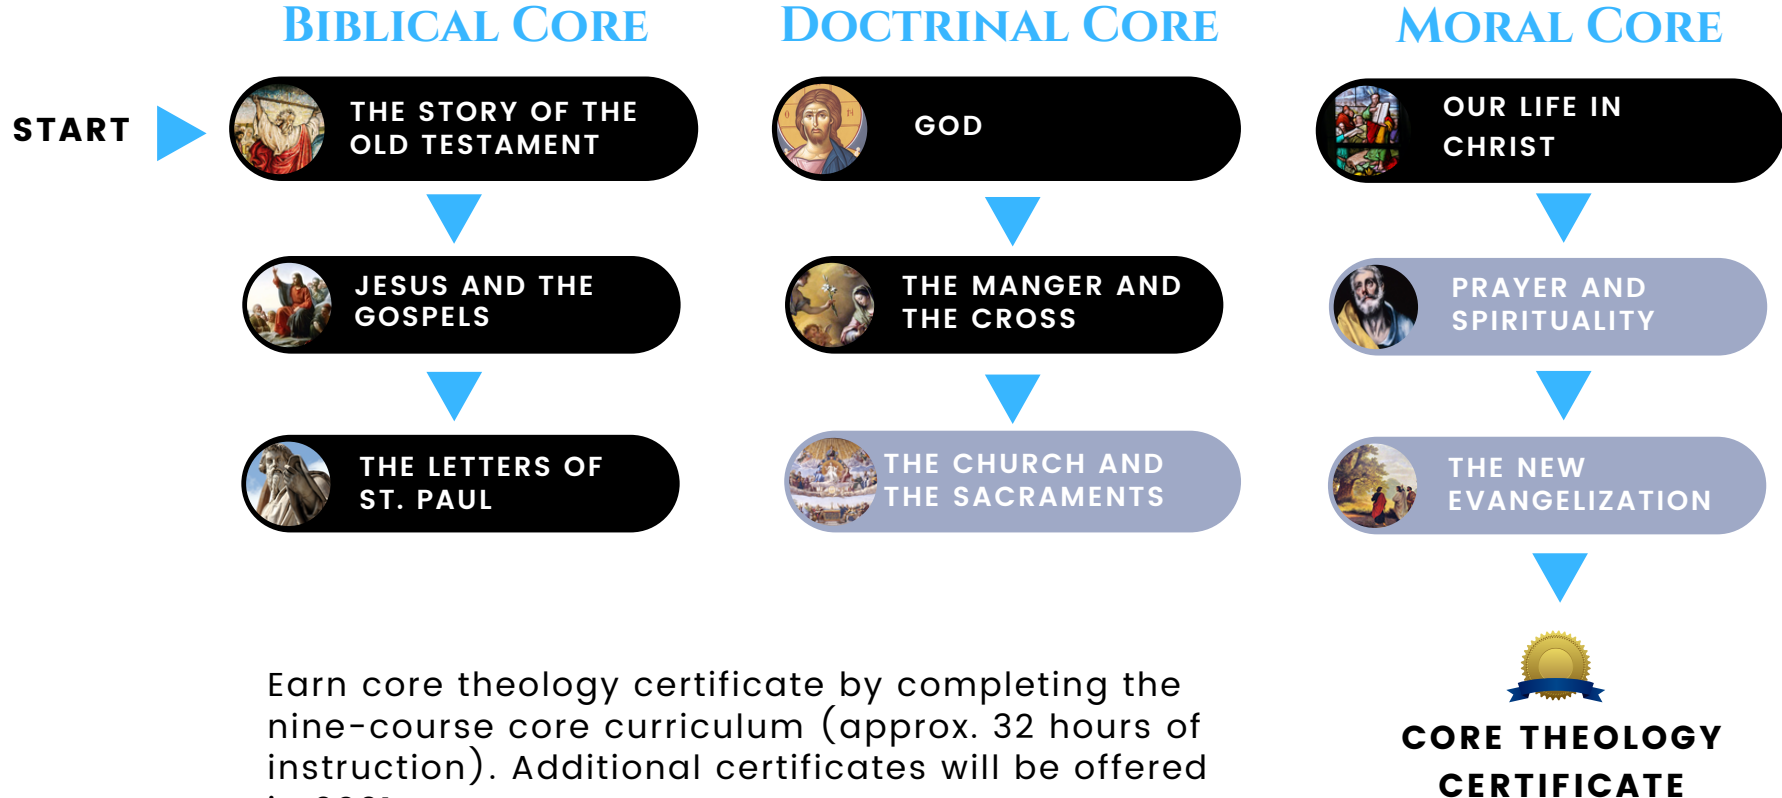 BIBLICAL CORE
DOCTRINAL CORE
MORAL CORE
START
THE STORY OF THE
OLD TESTAMENT
JESUS AND THE
GOSPELS
THE LETTERS OF
ST. PAUL
GOD
THE MANGER AND
THE CROSS
THE CHURCH AND
THE SACRAMENTS
OUR LIFE IN
CHRIST
PRAYER AND
SPIRITUALITY
THE NEW
EVANGELIZATION
Earn core theology certificate by completing the
nine-course core curriculum (approx. 32 hours of
instruction). Additional certificates will be offered
CORE THEOLOGY
CERTIFICATE